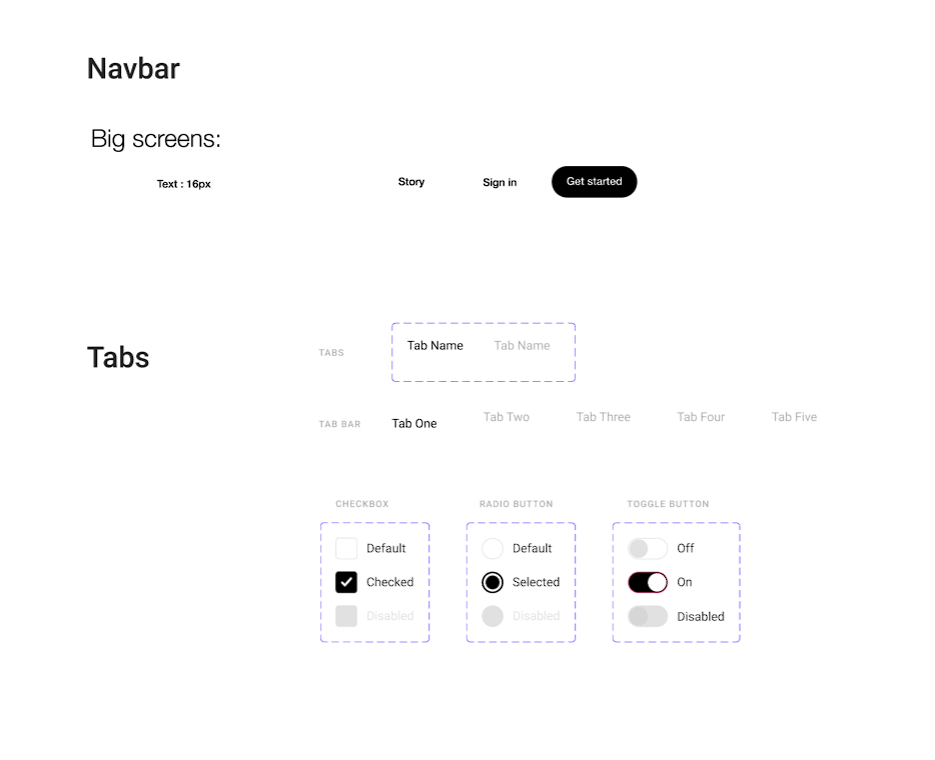 Navbar
Big screens:
Text : 16px
Story
Sign in
Get started
Tabs
TABS
Tab Name
Tab Name
TAB BAR
Tab One
Tab Two
Tab Three
Tab Four
Tab Five
CHECKBOX
Default
Checked
Disabled
RADIO BUTTON
Default
Selected
Disabled
TOGGLE BUTTON
Off
On
Disabled